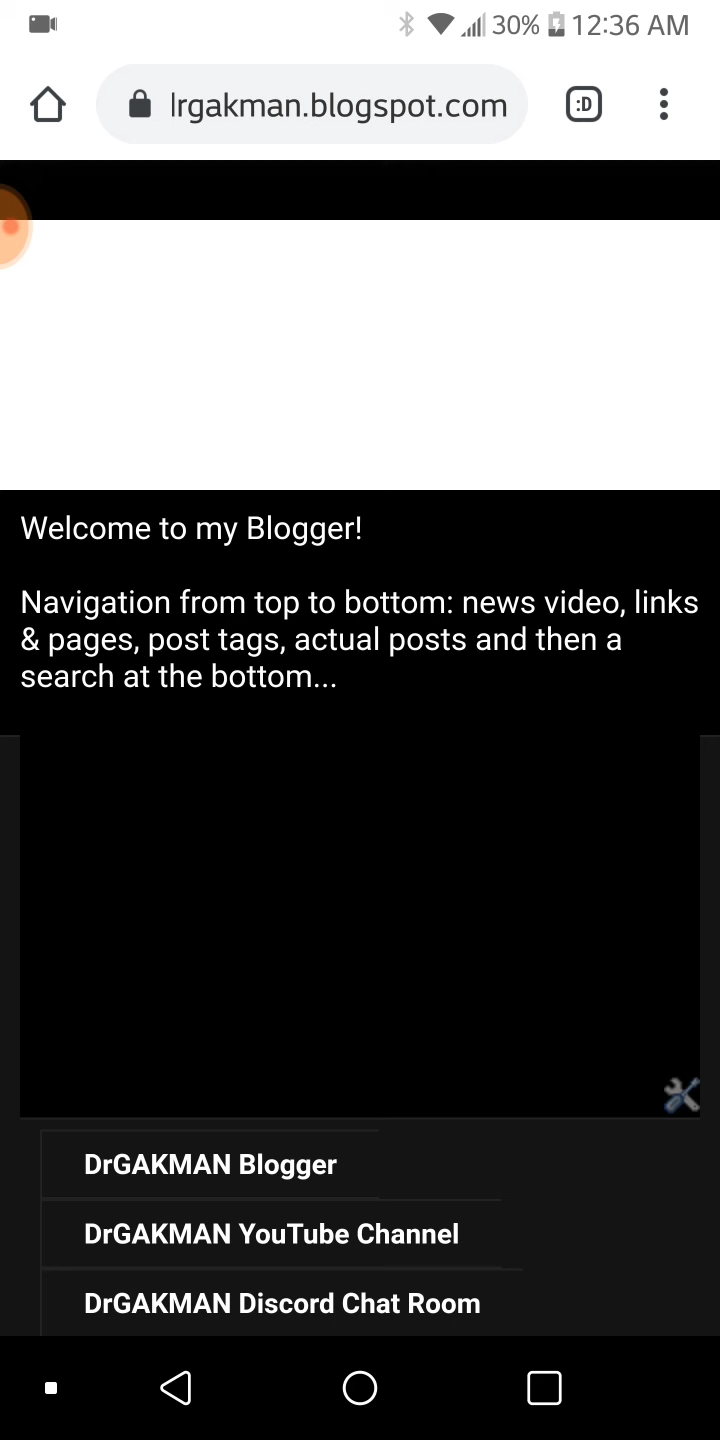 30% 12:36 AM
lrgakman.blogspot.com :D
Welcome to my Blogger!
Navigation from top to bottom: news video, links
& pages, post tags, actual posts and then a
search at the bottom...
DrGAKMAN Blogger
DrGAKMAN YouTube Channel
DrGAKMAN Discord Chat Room